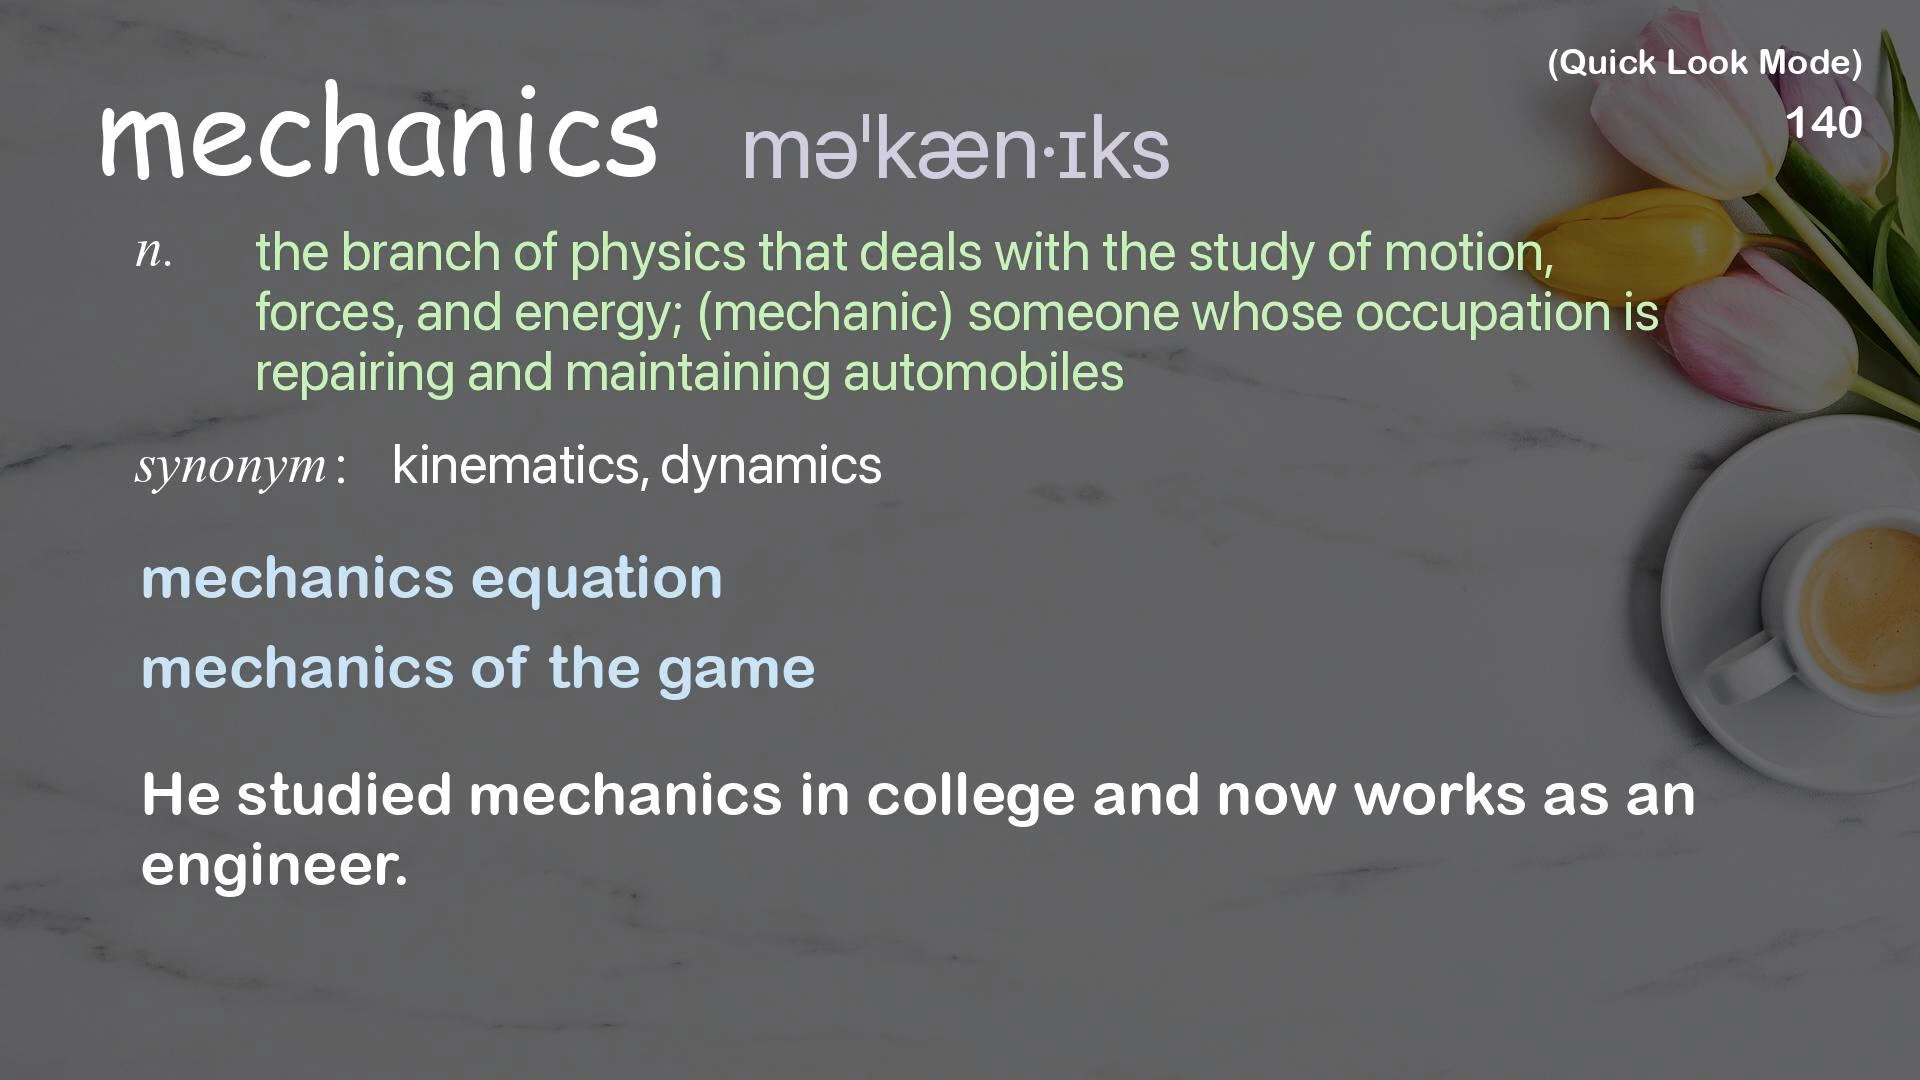 (Quick Look Mode)
140
mechanics məˈkæn·ɪks
n. the branch of physics that deals with the study of motion,
forces, and energy; (mechanic) someone whose occupation is
repairing and maintaining automobiles
synonym: kinematics, dynamics
mechanics equation
mechanics of the game
He studied mechanics in college and now works as an
engineer.